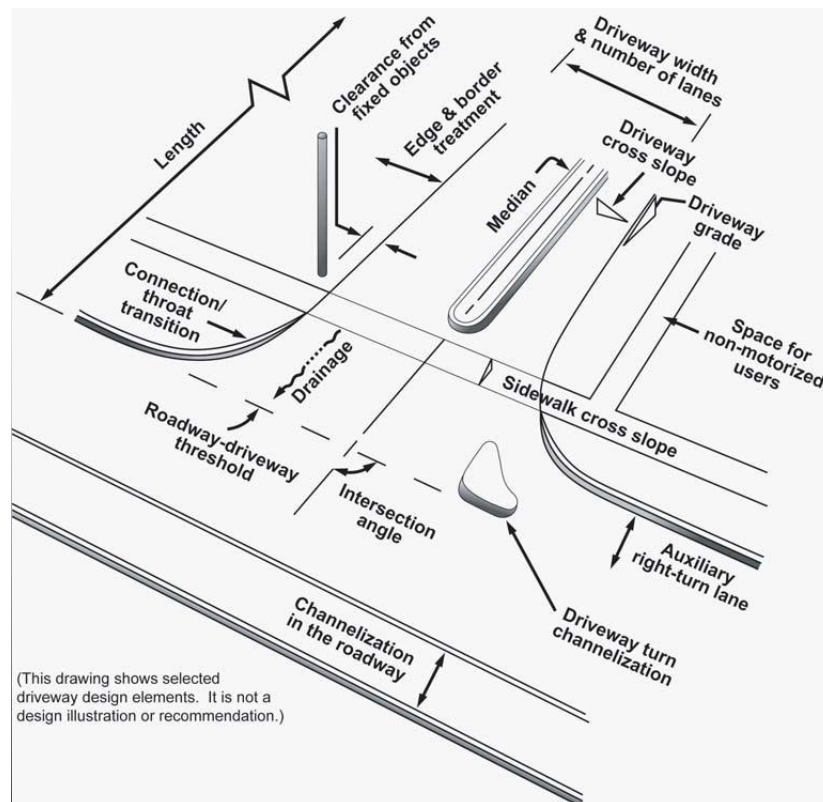 Length
Clearance from
fixed objects
Edge & border
treatment
Driveway width
& number of lanes
Driveway
cross slope
Median
Driveway
grade
Connection/
throat
transition
Space for
non-motorized
users
Drainage
Sidewalk cross slope
Roadway-driveway
threshold
Intersection
angle
Auxiliary
right-turn lane
Driveway turn
channelization
Channelization
in the roadway
(This drawing shows selected
driveway design elements. It is not a
design illustration or recommendation.)